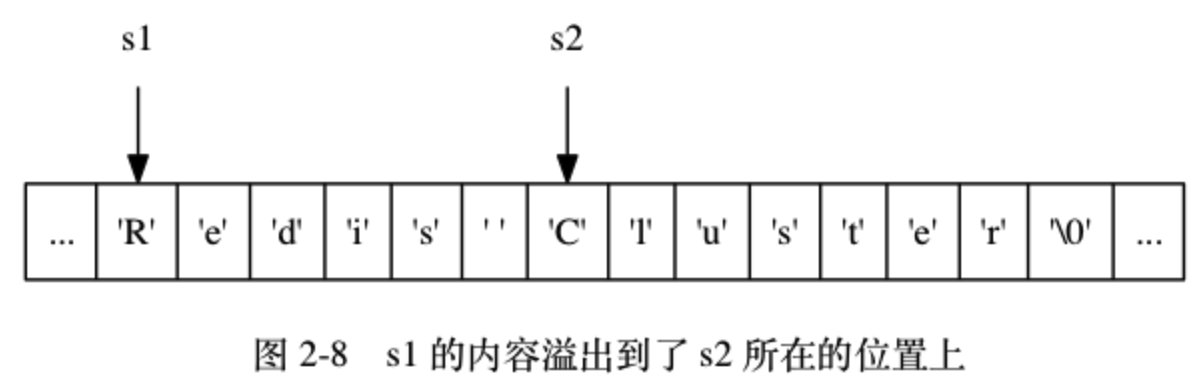 s1 s2
... 'R' 'e' 'd' 'i' 's' ' ' 'C' 'l' 'u' 's' 't' 'e' 'r' '\0' ...
图 2-8 s1 的内容溢出到了 s2 所在的位置上